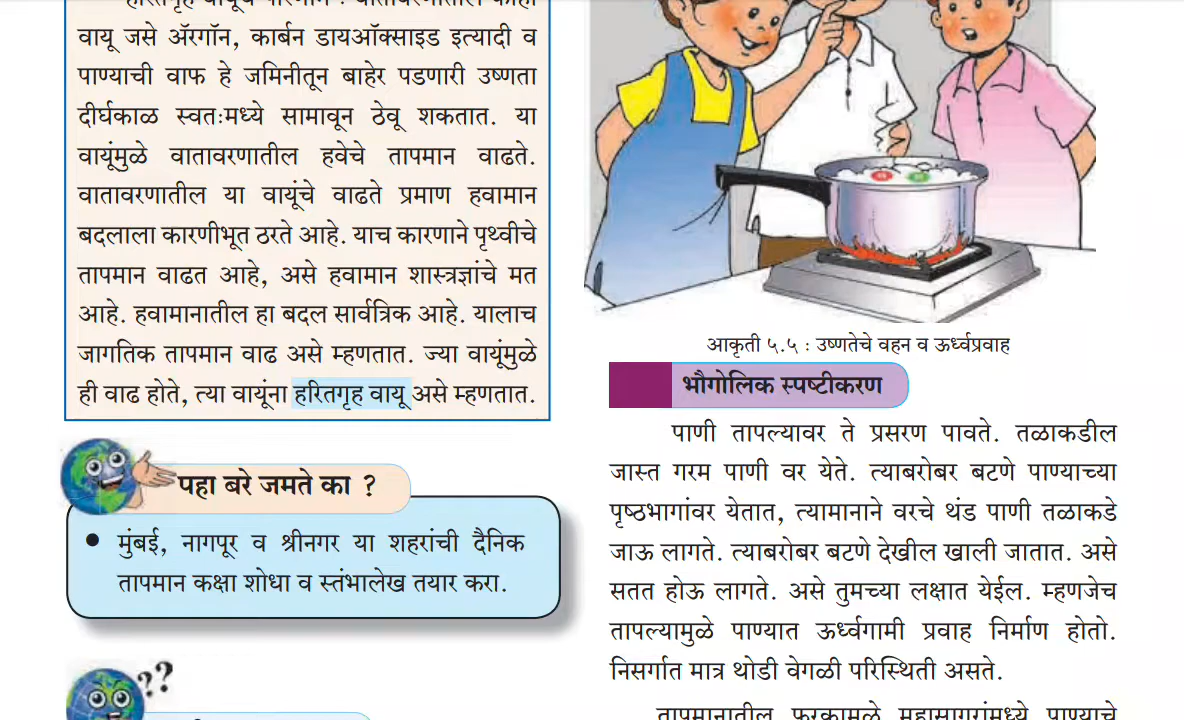 वायू जसे ॲरगॉन, कार्बन डायऑक्साइड इत्यादी व
पाण्याची वाफ हे जमिनीतून बाहेर पडणारी उष्णता
दीर्घकाळ स्वतःमध्ये सामावून ठेवू शकतात. या
वायूंमुळे वातावरणातील हवेचे तापमान वाढते.
वातावरणातील या वायूंचे वाढते प्रमाण हवामान
बदलाला कारणीभूत ठरते आहे. याच कारणाने पृथ्वीचे
तापमान वाढत आहे, असे हवामान शास्त्रज्ञांचे मत
आहे. हवामानातील हा बदल सार्वत्रिक आहे. यालाच
जागतिक तापमान वाढ असे म्हणतात. ज्या वायूंमुळे
ही वाढ होते, त्या वायूंना हरितगृह वायू असे म्हणतात.
पहा बरे जमते का ?
● मुंबई, नागपूर व श्रीनगर या शहरांची दैनिक
तापमान कक्षा शोधा व स्तंभालेख तयार करा.
??
आकृती ५.५ : उष्णतेचे वहन व ऊर्ध्वप्रवाह
भौगोलिक स्पष्टीकरण
पाणी तापल्यावर ते प्रसरण पावते. तळाकडील
जास्त गरम पाणी वर येते. त्याबरोबर बटणे पाण्याच्या
पृष्ठभागांवर येतात, त्यामानाने वरचे थंड पाणी तळाकडे
जाऊ लागते. त्याबरोबर बटणे देखील खाली जातात. असे
सतत होऊ लागते. असे तुमच्या लक्षात येईल. म्हणजेच
तापल्यामुळे पाण्यात ऊर्ध्वगामी प्रवाह निर्माण होतो.
निसर्गात मात्र थोडी वेगळी परिस्थिती असते.
तापमानातील फरकामुळे महासागरांमध्ये पाण्याचे